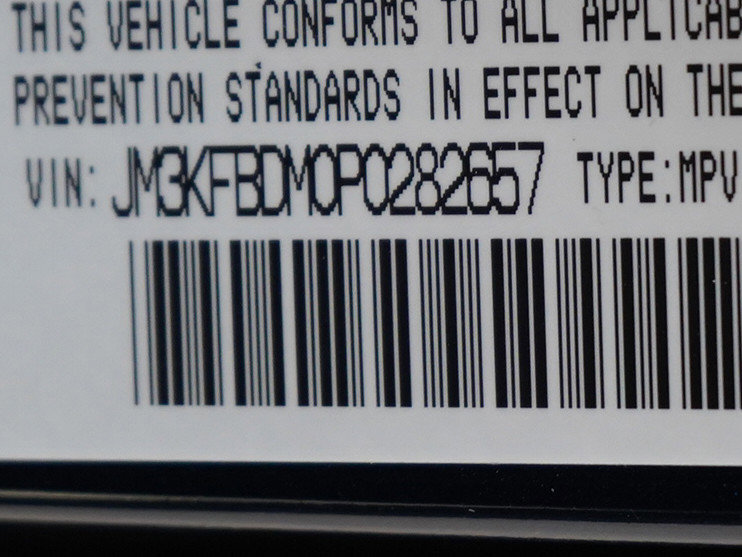 THIS VEHICLE CONFORMS TO ALL APPLICAB
PREVENTION STANDARDS IN EFFECT ON THE
VIN: JM3KFBDM0P0282657 TYPE:MPV